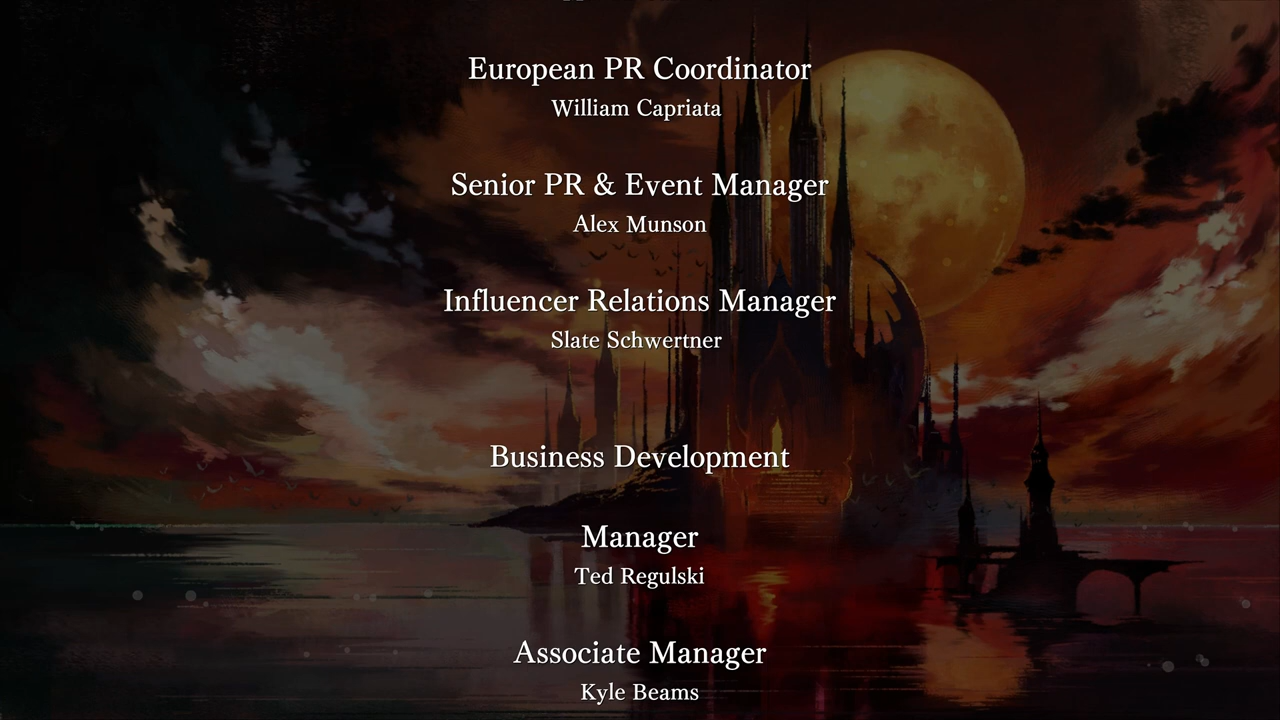 European PR Coordinator
William Capriata
Senior PR & Event Manager
Alex Munson
Influencer Relations Manager
Slate Schwertner
Business Development
Manager
Ted Regulski
Associate Manager
Kyle Beams